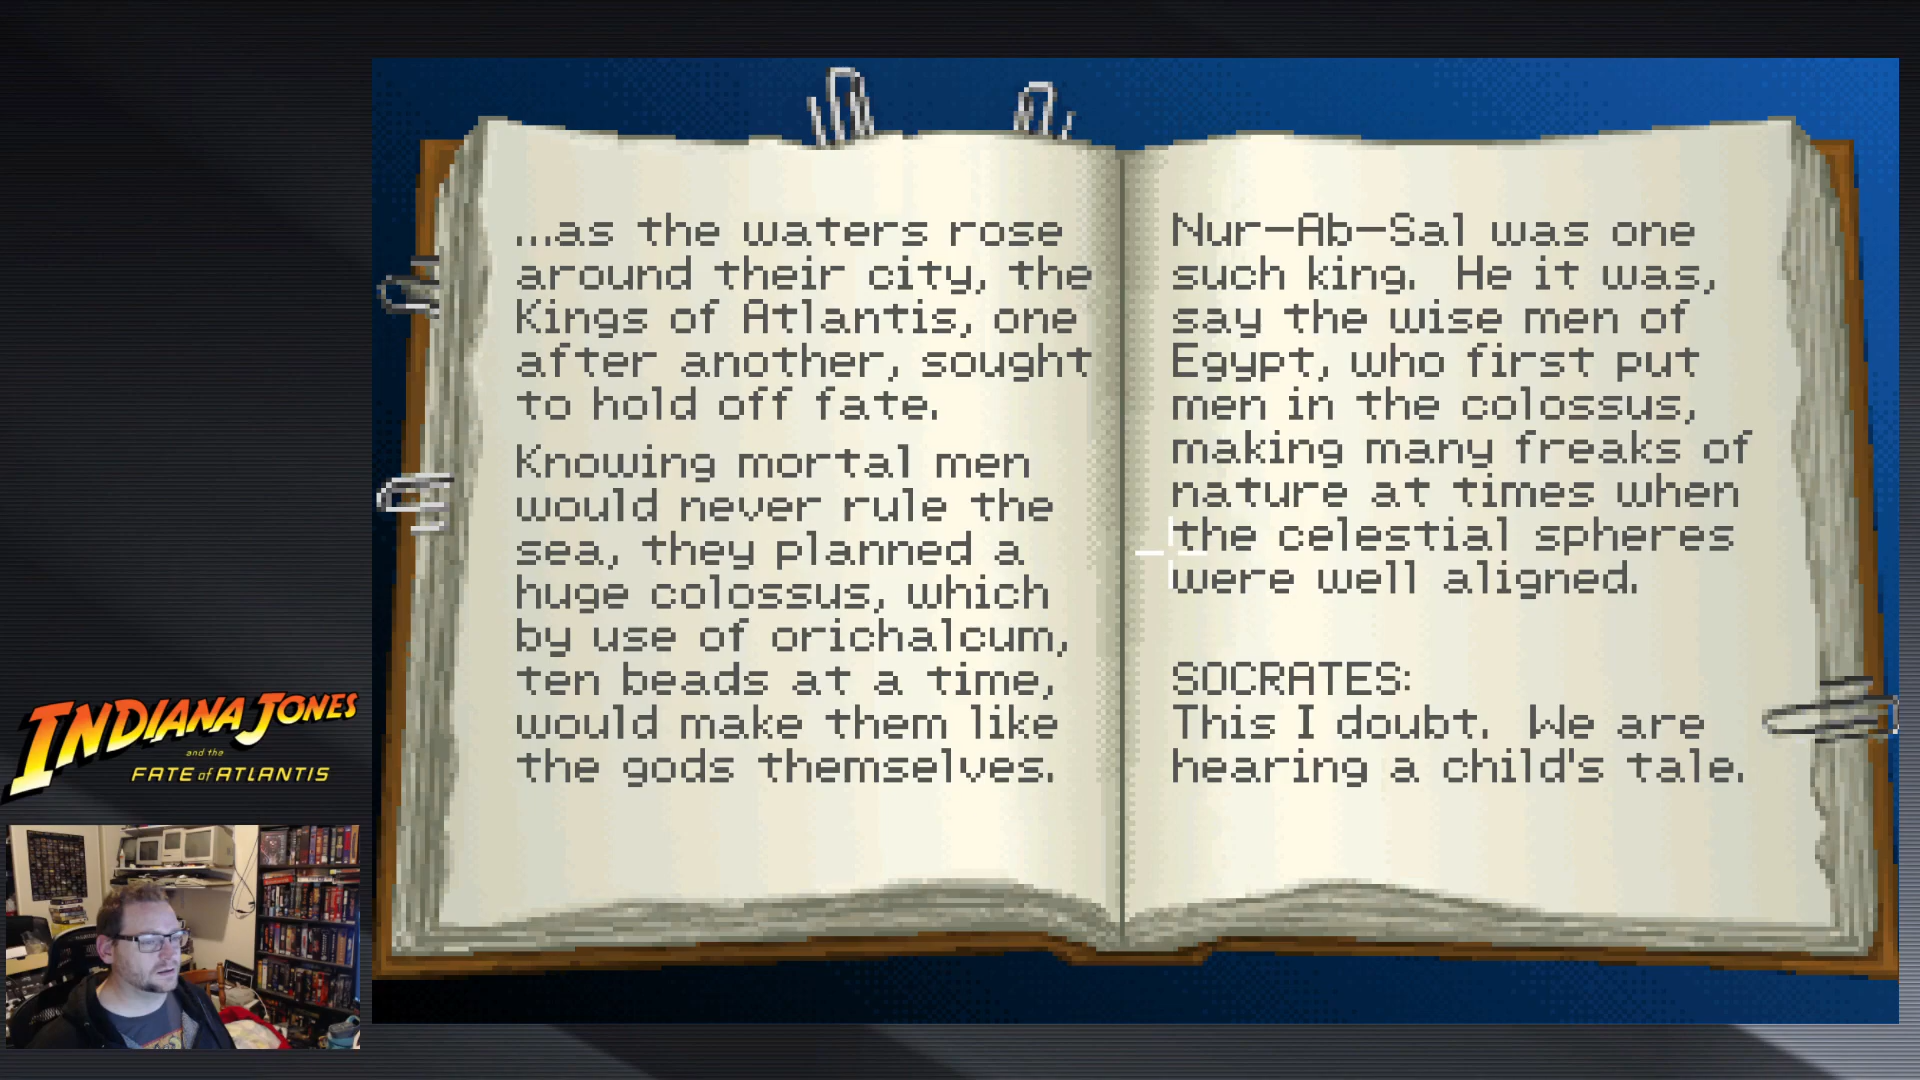 ...as the waters rose
around their city, the
Kings of Atlantis, one
after another, sought
to hold off fate.
Knowing mortal men
would never rule the
sea, they planned a
huge colossus, which
by use of orichalcum,
ten beads at a time,
would make them like
the gods themselves.
Nur-Ab-Sal was one
such king.  He it was,
say the wise men of
Egypt, who first put
men in the colossus,
making many freaks of
nature at times when
the celestial spheres
were well aligned.
SOCRATES:
This I doubt.  We are
hearing a child's tale.
INDIANA JONES
and the
FATE of ATLANTIS